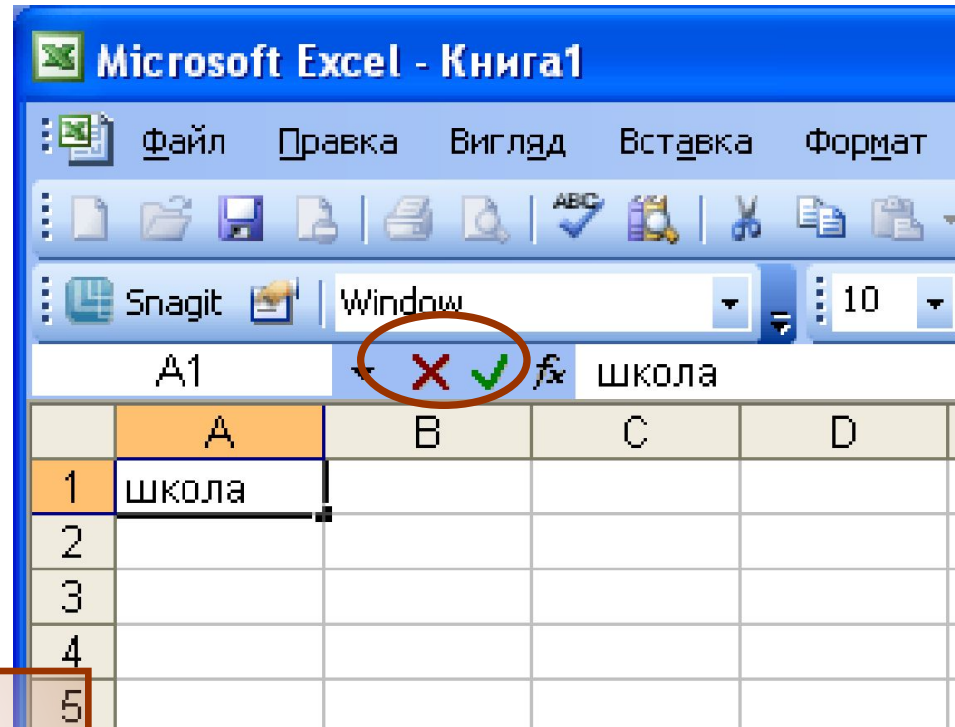 Microsoft Excel - Книга1
Файл Правка Вигляд Вставка Формат
ABC
Snagit Window 10
A1 fx школа
A B C D
1 школа
2
3
4
5